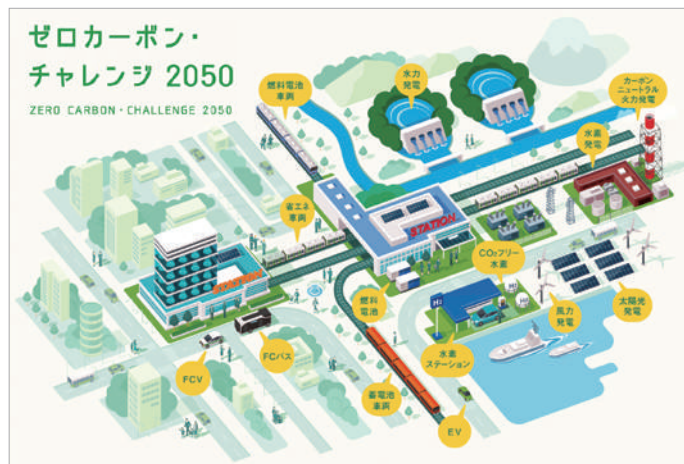 ゼロカーボン・
チャレンジ 2050
ZERO CARBON・CHALLENGE 2050
燃料電池
車両
水力
発電
カーボン
ニュートラル
火力発電
水素
発電
省エネ
車両
STATION
CO₂フリー
水素
STATION
燃料
電池
H₂
H₂
H₂
風力
発電
太陽光
発電
水素
ステーション
FCバス
FCV
蓄電池
車両
EV